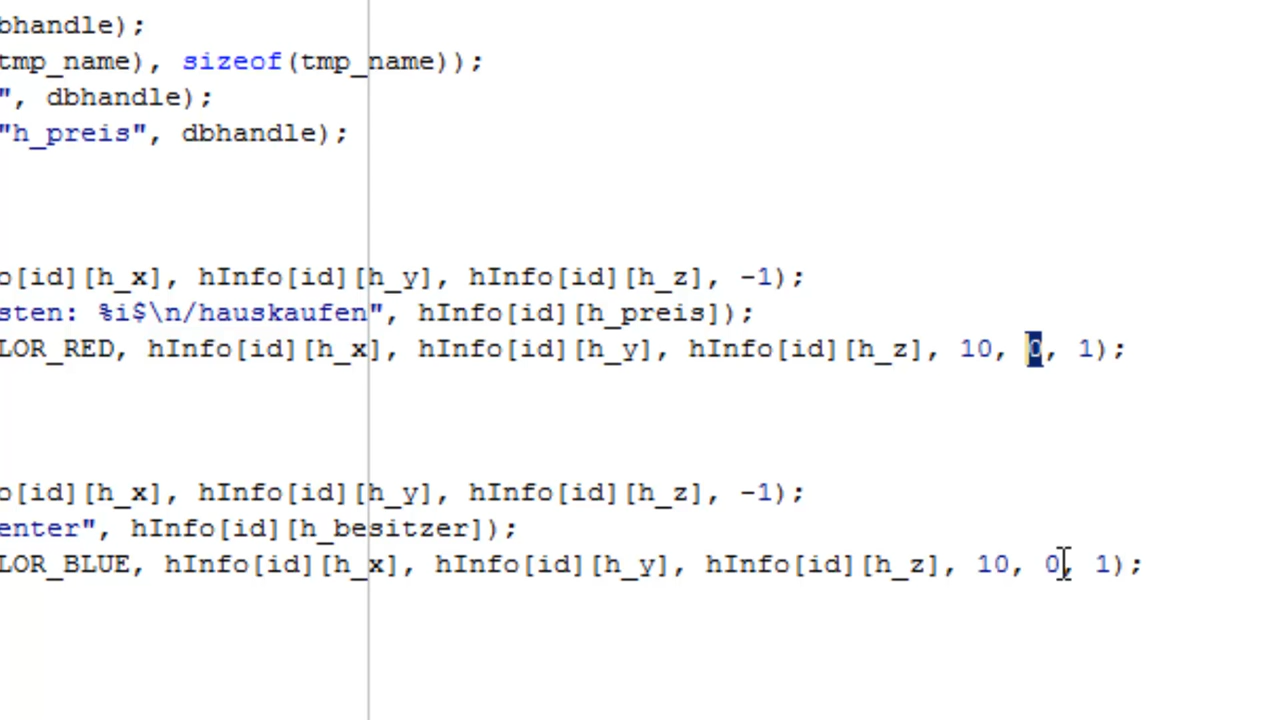 bhandle);
tmp_name), sizeof(tmp_name));
", dbhandle);
"h_preis", dbhandle);
o[id][h_x], hInfo[id][h_y], hInfo[id][h_z], -1);
sten: %i$\n/hauskaufen", hInfo[id][h_preis]);
LOR_RED, hInfo[id][h_x], hInfo[id][h_y], hInfo[id][h_z], 10, 0, 1);
o[id][h_x], hInfo[id][h_y], hInfo[id][h_z], -1);
enter", hInfo[id][h_besitzer]);
LOR_BLUE, hInfo[id][h_x], hInfo[id][h_y], hInfo[id][h_z], 10, 0, 1);